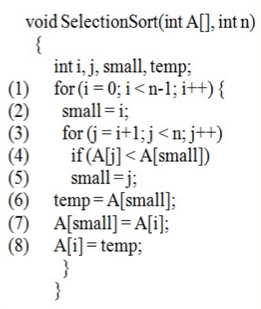 void SelectionSort(int A[], int n)
{
int i, j, small, temp;
(1) for (i = 0; i < n-1; i++) {
(2) small = i;
(3) for (j = i+1; j < n; j++)
(4) if (A[j] < A[small])
(5) small = j;
(6) temp = A[small];
(7) A[small] = A[i];
(8) A[i] = temp;
}
}